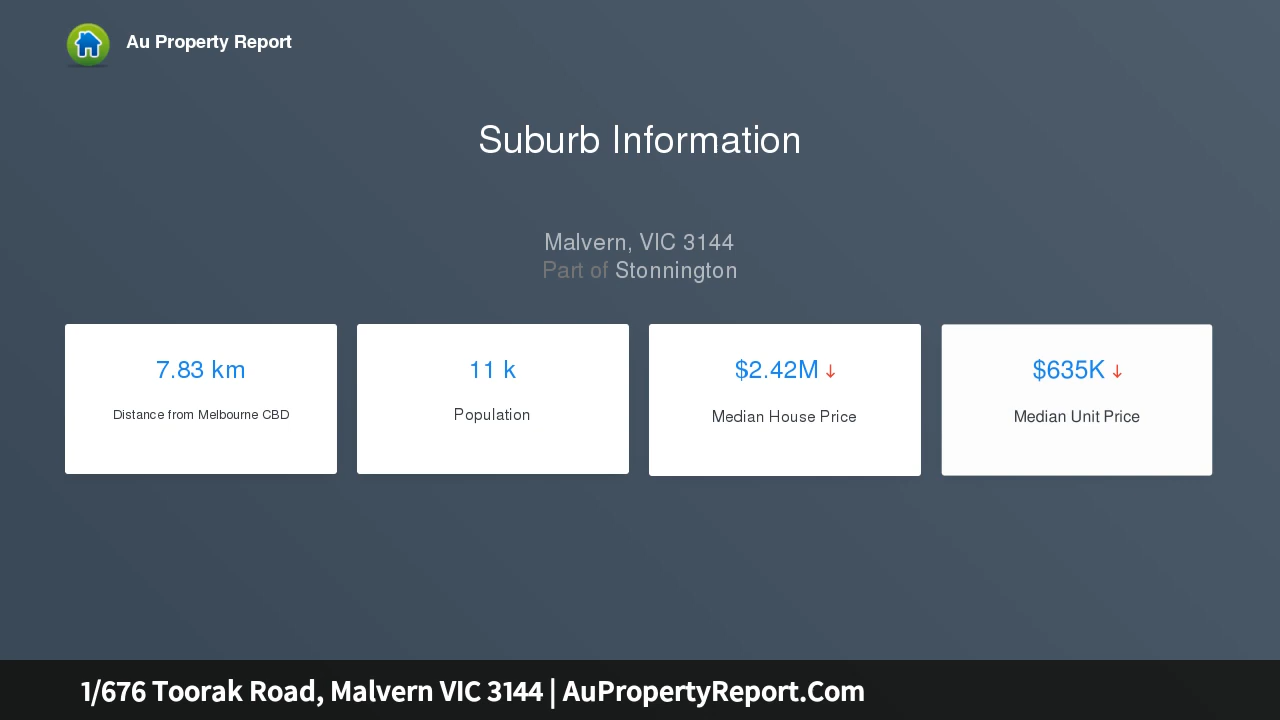 Au Property Report
Suburb Information
Malvern, VIC 3144
Part of Stonnington
7.83 km
Distance from Melbourne CBD
11 k
Population
$2.42M ↓
Median House Price
$635K ↓
Median Unit Price
1/676 Toorak Road, Malvern VIC 3144 | AuPropertyReport.Com